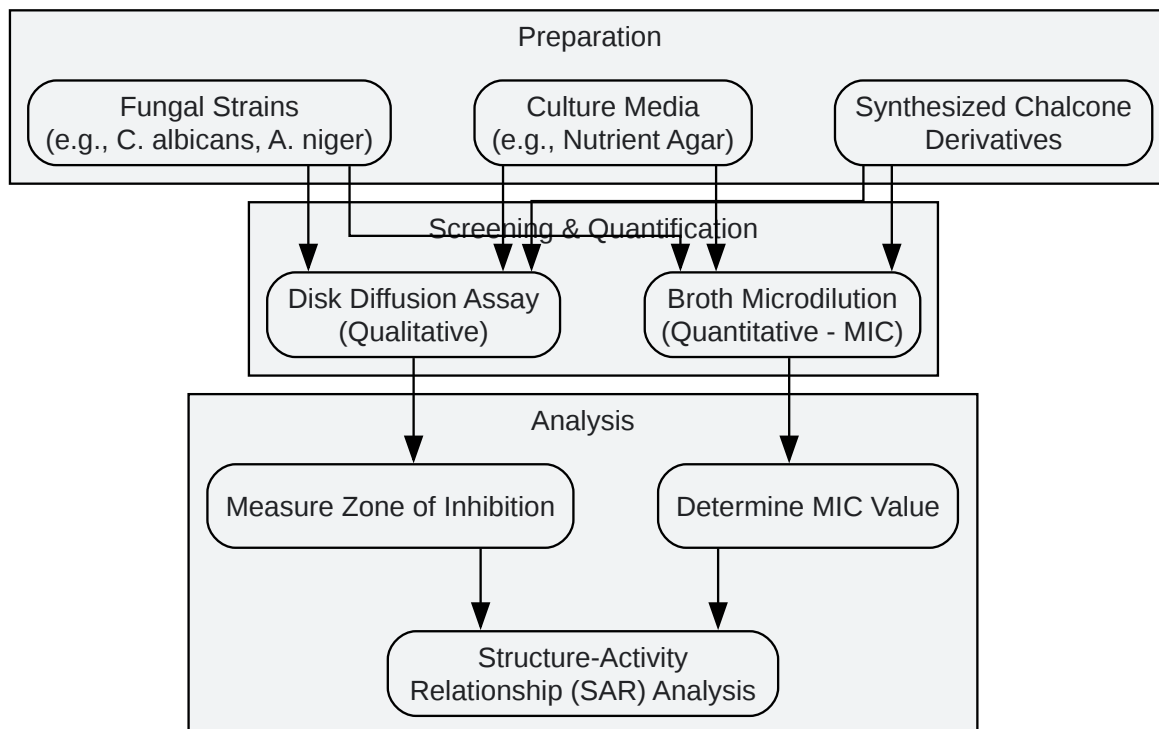 Preparation
Fungal Strains
(e.g., C. albicans, A. niger)
Culture Media
(e.g., Nutrient Agar)
Synthesized Chalcone
Derivatives
Screening & Quantification
Disk Diffusion Assay
(Qualitative)
Broth Microdilution
(Quantitative - MIC)
Analysis
Measure Zone of Inhibition
Determine MIC Value
Structure-Activity
Relationship (SAR) Analysis